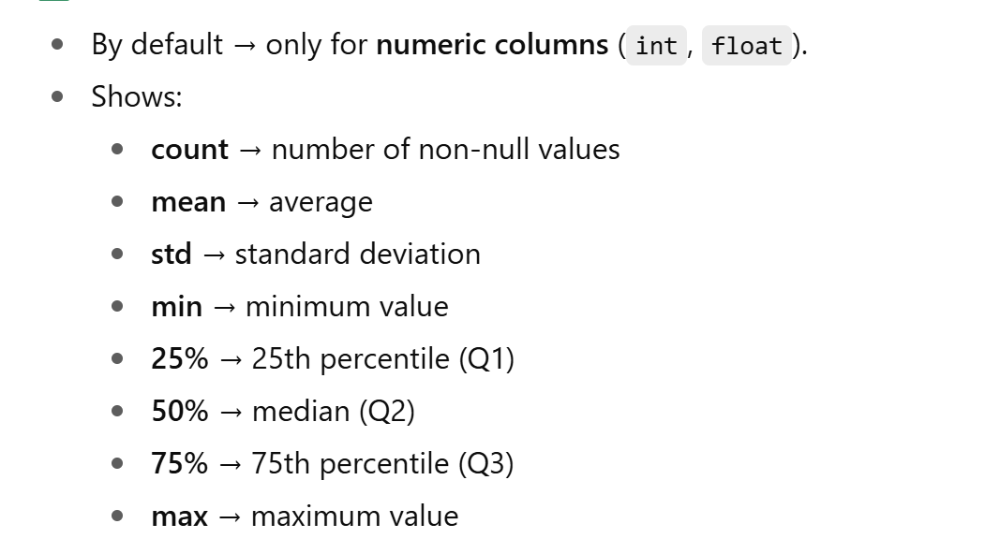 • By default → only for numeric columns (int, float).
• Shows:
• count → number of non-null values
• mean → average
• std → standard deviation
• min → minimum value
• 25% → 25th percentile (Q1)
• 50% → median (Q2)
• 75% → 75th percentile (Q3)
• max → maximum value